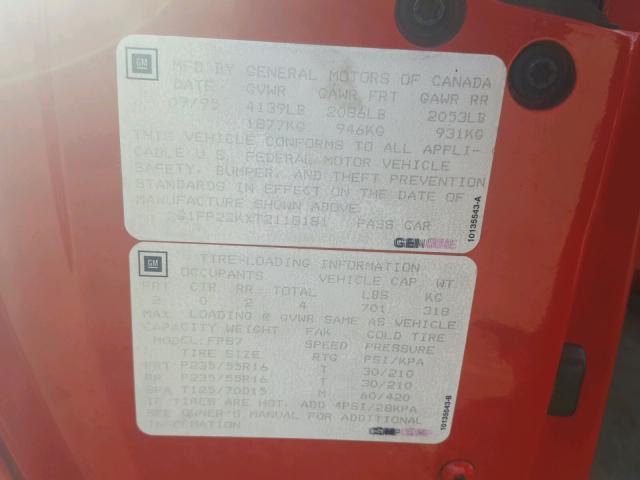 GM
MFD BY GENERAL MOTORS OF CANADA
DATE GVWR GAWR FRT GAWR RR
09/95 4139LB 2086LB 2053LB
1877KG 946KG 931KG
THIS VEHICLE CONFORMS TO ALL APPLI-
CABLE U.S. FEDERAL MOTOR VEHICLE
SAFETY, BUMPER, AND THEFT PREVENTION
STANDARDS IN EFFECT ON THE DATE OF
MANUFACTURE SHOWN ABOVE.
PASS CAR
10135543-A
GM
TIRE-LOADING INFORMATION
OCCUPANTS VEHICLE CAP WT.
FRT CTR RR TOTAL LBS KG
2 0 2 4 701 318
MAX LOADING @ GVWR SAME AS VEHICLE
CAPACITY WEIGHT FAK COLD TIRE
MODEL:FP87 SPEED PRESSURE
TIRE SIZE RTG PSI/KPA
FRT P235/55R16 T 30/210
RR P235/55R16 T 30/210
SPA T125/70D15 M 60/420
IF TIRES ARE HOT, ADD 4PSI/28KPA
SEE OWNER'S MANUAL FOR ADDITIONAL
INFORMATION
10135543-B